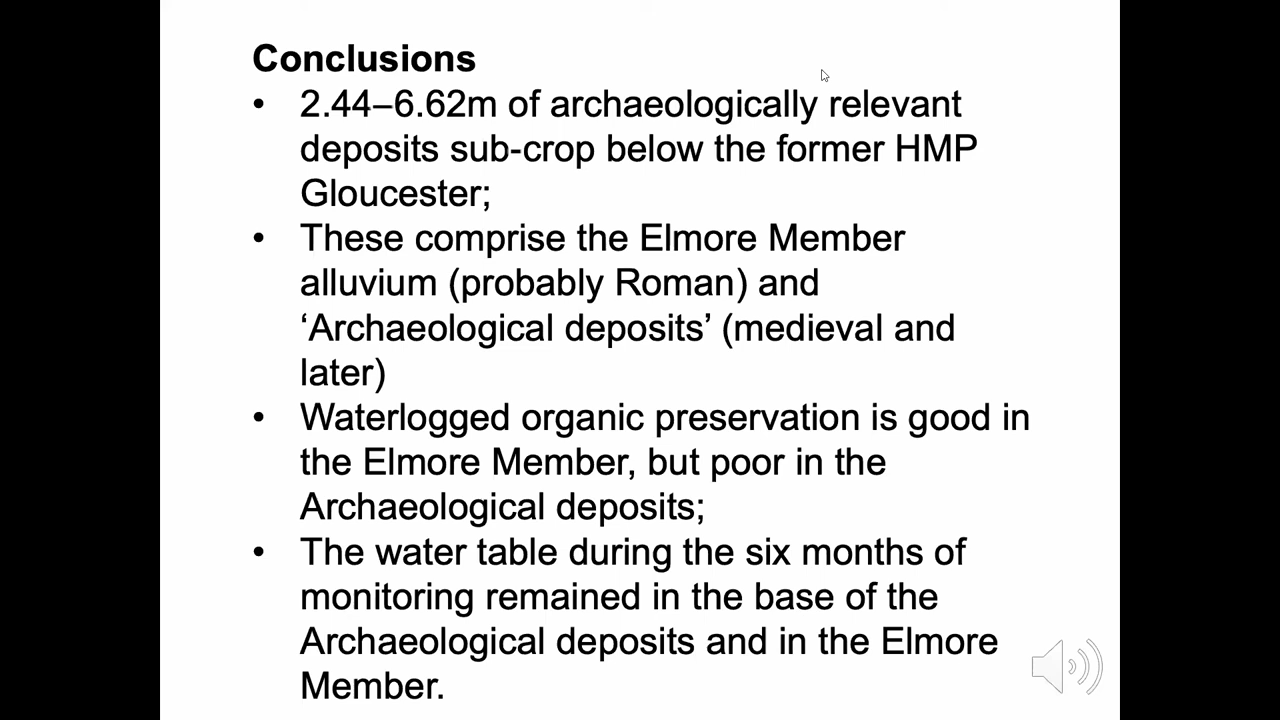 Conclusions
• 2.44–6.62m of archaeologically relevant
deposits sub-crop below the former HMP
Gloucester;
• These comprise the Elmore Member
alluvium (probably Roman) and
‘Archaeological deposits’ (medieval and
later)
• Waterlogged organic preservation is good in
the Elmore Member, but poor in the
Archaeological deposits;
• The water table during the six months of
monitoring remained in the base of the
Archaeological deposits and in the Elmore
Member.